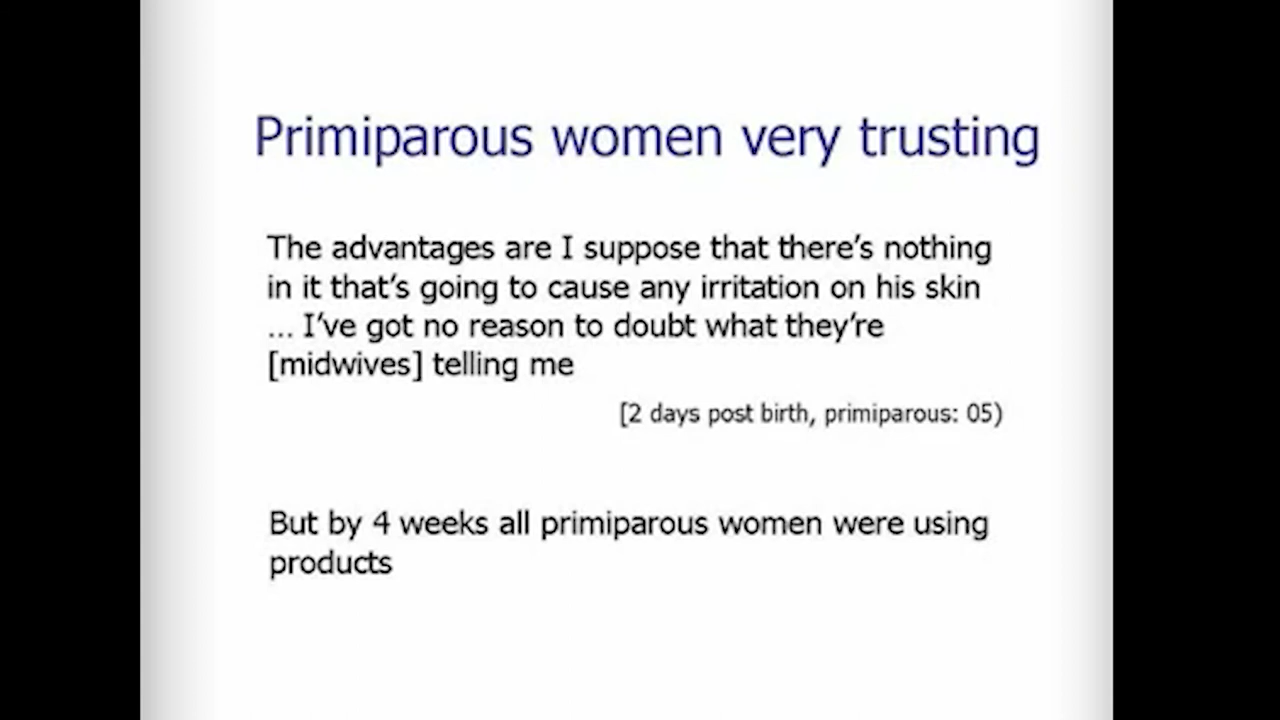 Primiparous women very trusting
The advantages are I suppose that there's nothing
in it that's going to cause any irritation on his skin
... I've got no reason to doubt what they're
[midwives] telling me
[2 days post birth, primiparous: 05)
But by 4 weeks all primiparous women were using
products